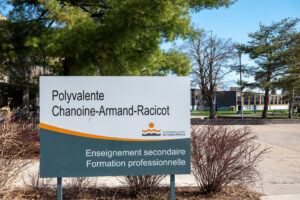 Polyvalente
Chanoine-Armand-Racicot
Enseignement secondaire
Formation professionnelle